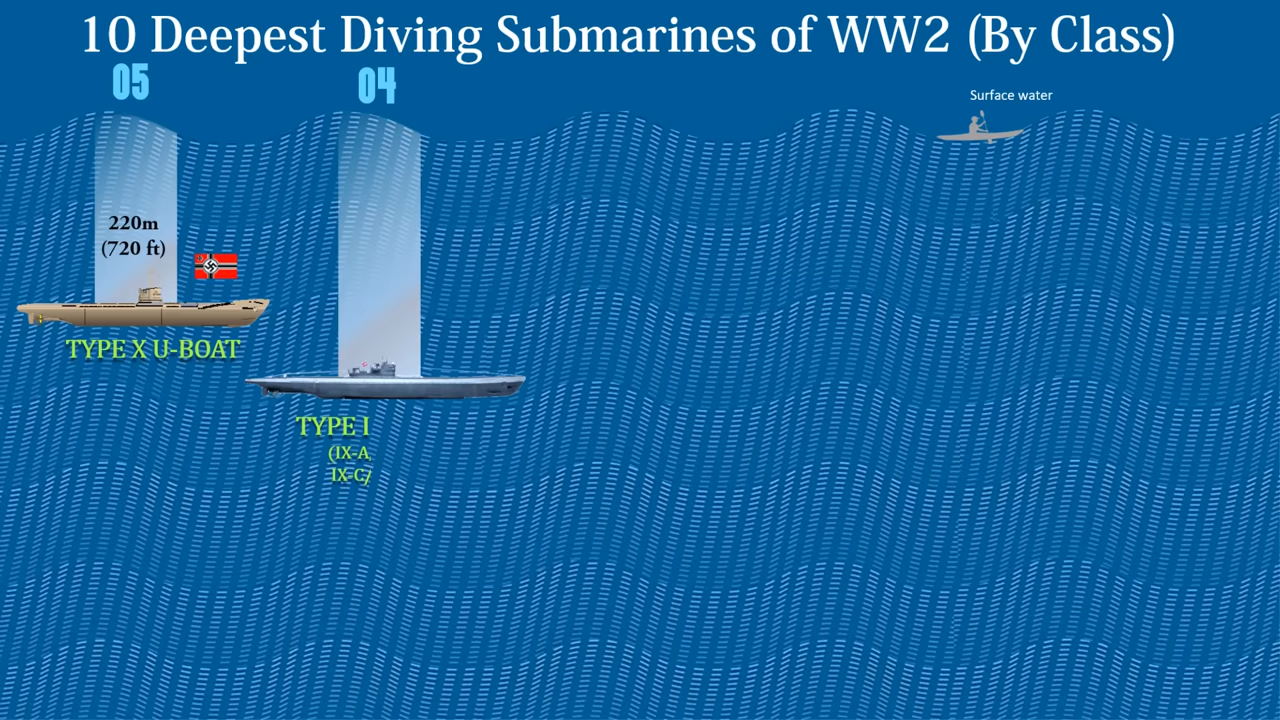 10 Deepest Diving Submarines of WW2 (By Class)
05
04
Surface water
220m
(720 ft)
TYPE X U-BOAT
TYPE I
(IX-A,
IX-C/